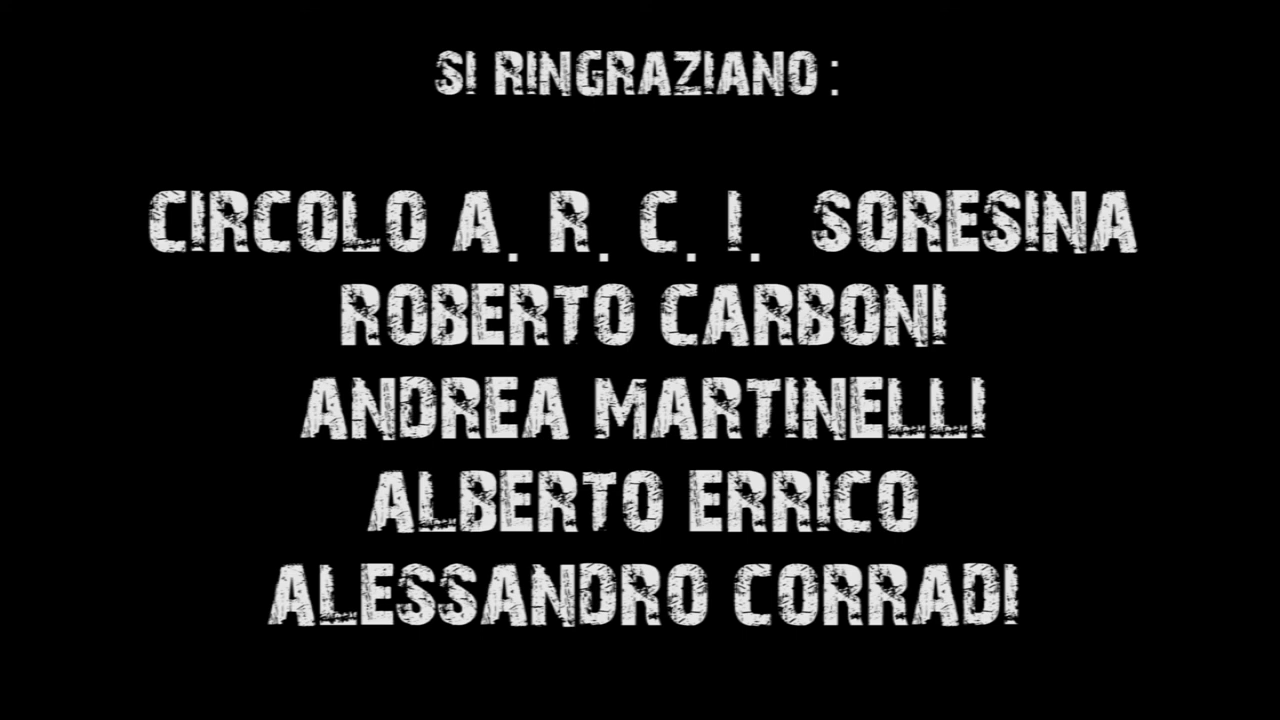 SI RINGRAZIANO:
CIRCOLO A. R. C. I. SORESINA
ROBERTO CARBONI
ANDREA MARTINELLI
ALBERTO ERRICO
ALESSANDRO CORRADI